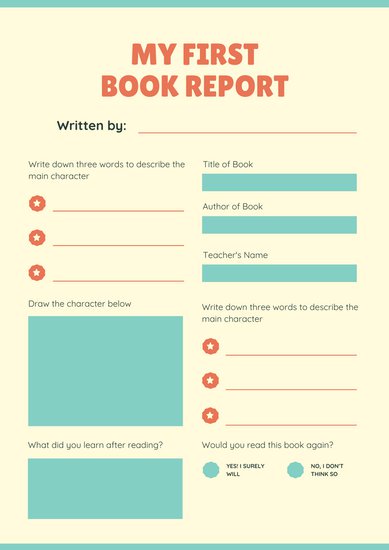 MY FIRST
BOOK REPORT
Written by:
Write down three words to describe the
main character
Draw the character below
What did you learn after reading?
Title of Book
Author of Book
Teacher's Name
Write down three words to describe the
main character
Would you read this book again?
YES! I SURELY
WILL
NO, I DON'T
THINK SO